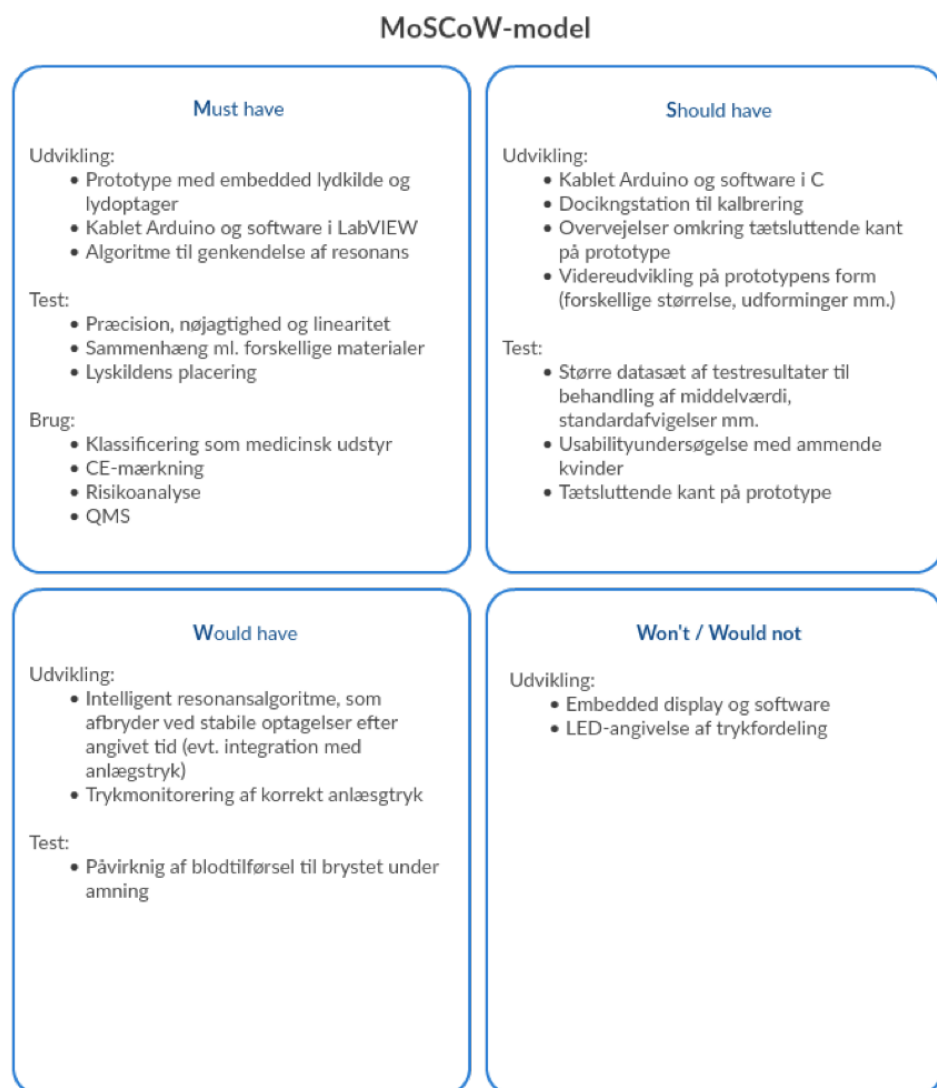 MoSCoW-model
Must have
Udvikling:
• Prototype med embedded lydkilde og
lydoptager
• Kablet Arduino og software i LabVIEW
• Algoritme til genkendelse af resonans
Test:
• Præcision, nøjagtighed og linearitet
• Sammenhæng ml. forskellige materialer
• Lyskildens placering
Brug:
• Klassificering som medicinsk udstyr
• CE-mærkning
• Risikoanalyse
• QMS
Should have
Udvikling:
• Kablet Arduino og software i C
• Docikngstation til kalbrering
• Overvejelser omkring tætsluttende kant
på prototype
• Videreudvikling på prototypens form
(forskellige størrelse, udforminger mm.)
Test:
• Større datasæt af testresultater til
behandling af middelværdi,
standardafvigelser mm.
• Usabilityundersøgelse med ammende
kvinder
• Tætsluttende kant på prototype
Would have
Udvikling:
• Intelligent resonansalgoritme, som
afbryder ved stabile optagelser efter
angivet tid (evt. integration med
anlægstryk)
• Trykmonitorering af korrekt anlæsgtryk
Test:
• Påvirknig af blodtilførsel til brystet under
amning
Won't / Would not
Udvikling:
• Embedded display og software
• LED-angivelse af trykfordeling